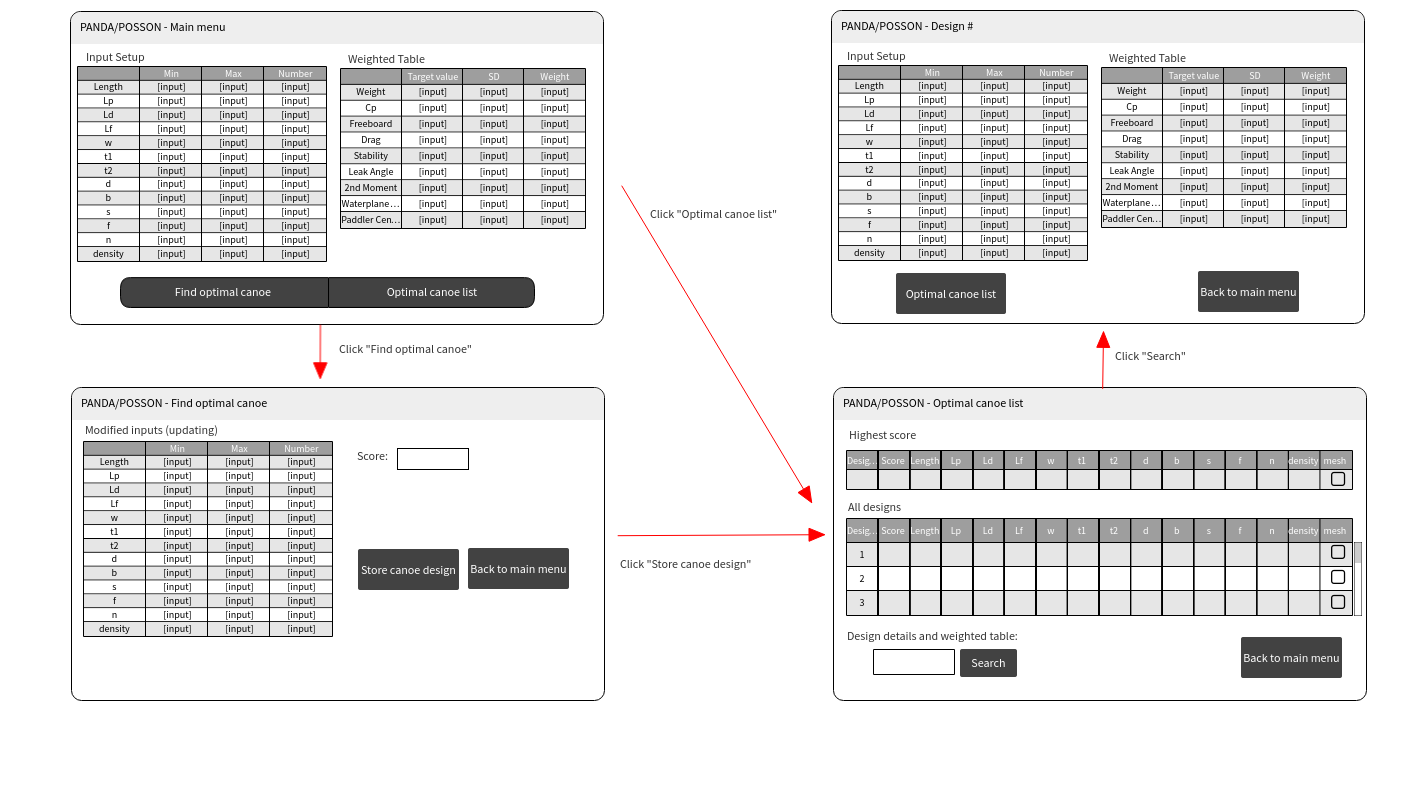 PANDA/POSSON - Main menu
Input Setup
Min Max Number
Length [input] [input] [input]
Lp [input] [input] [input]
Ld [input] [input] [input]
Lf [input] [input] [input]
w [input] [input] [input]
t1 [input] [input] [input]
t2 [input] [input] [input]
d [input] [input] [input]
b [input] [input] [input]
s [input] [input] [input]
f [input] [input] [input]
n [input] [input] [input]
density [input] [input] [input]
Weighted Table
Target value SD Weight
Weight [input] [input] [input]
Cp [input] [input] [input]
Freeboard [input] [input] [input]
Drag [input] [input] [input]
Stability [input] [input] [input]
Leak Angle [input] [input] [input]
2nd Moment [input] [input] [input]
Waterplane... [input] [input] [input]
Paddler Cen... [input] [input] [input]
Find optimal canoe Optimal canoe list
Click "Find optimal canoe"
Click "Optimal canoe list"
PANDA/POSSON - Design #
Input Setup
Min Max Number
Length [input] [input] [input]
Lp [input] [input] [input]
Ld [input] [input] [input]
Lf [input] [input] [input]
w [input] [input] [input]
t1 [input] [input] [input]
t2 [input] [input] [input]
d [input] [input] [input]
b [input] [input] [input]
s [input] [input] [input]
f [input] [input] [input]
n [input] [input] [input]
density [input] [input] [input]
Weighted Table
Target value SD Weight
Weight [input] [input] [input]
Cp [input] [input] [input]
Freeboard [input] [input] [input]
Drag [input] [input] [input]
Stability [input] [input] [input]
Leak Angle [input] [input] [input]
2nd Moment [input] [input] [input]
Waterplane... [input] [input] [input]
Paddler Cen... [input] [input] [input]
Optimal canoe list
Back to main menu
Click "Search"
PANDA/POSSON - Find optimal canoe
Modified inputs (updating)
Min Max Number
Length [input] [input] [input]
Lp [input] [input] [input]
Ld [input] [input] [input]
Lf [input] [input] [input]
w [input] [input] [input]
t1 [input] [input] [input]
t2 [input] [input] [input]
d [input] [input] [input]
b [input] [input] [input]
s [input] [input] [input]
f [input] [input] [input]
n [input] [input] [input]
density [input] [input] [input]
Score:
Store canoe design
Back to main menu
Click "Store canoe design"
PANDA/POSSON - Optimal canoe list
Highest score
Desig... Score Length Lp Ld Lf w t1 t2 d b s f n density mesh
All designs
Desig... Score Length Lp Ld Lf w t1 t2 d b s f n density mesh
1
2
3
Design details and weighted table:
Search
Back to main menu